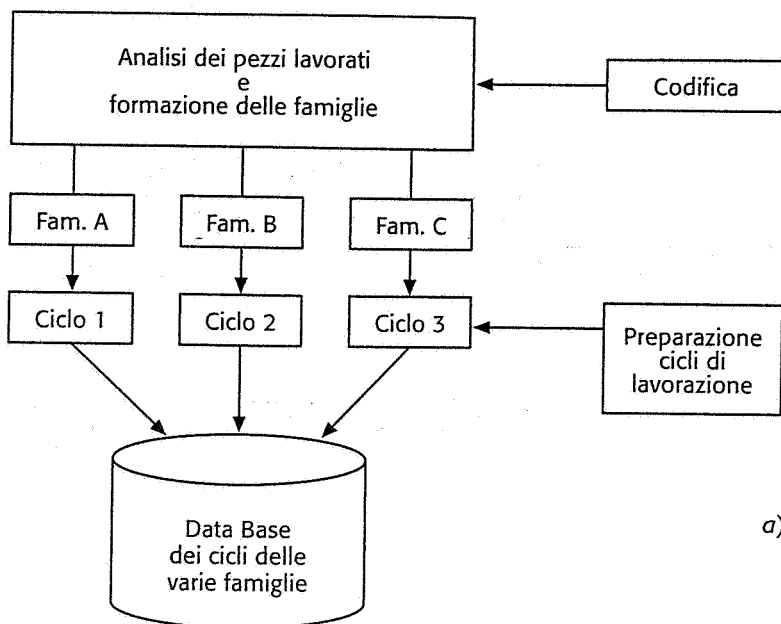 Analisi dei pezzi lavorati
e
formazione delle famiglie
Codifica
Fam. A
Fam. B
Fam. C
Ciclo 1
Ciclo 2
Ciclo 3
Preparazione
cicli di
lavorazione
Data Base
dei cicli delle
varie famiglie
a)